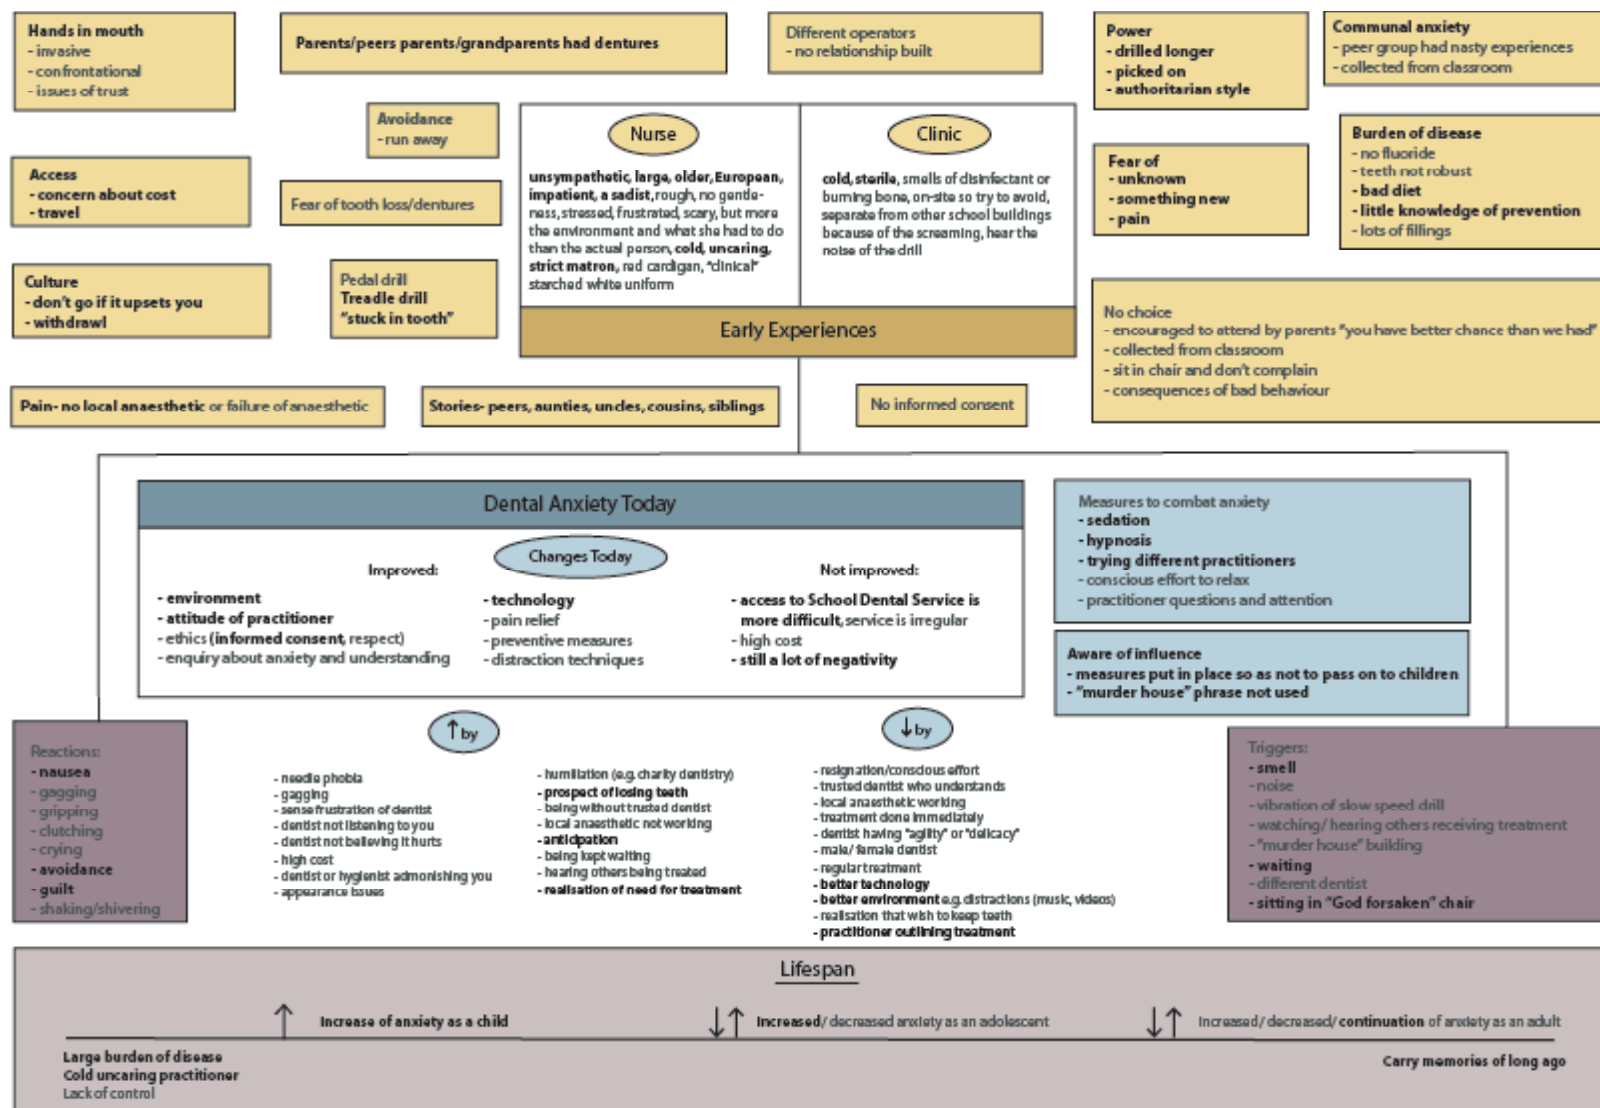 Hands in mouth
- invasive
- confrontational
- issues of trust
Parents/peers parents/grandparents had dentures
Different operators
- no relationship built
Power
- drilled longer
- picked on
- authoritarian style
Communal anxiety
- peer group had nasty experiences
- collected from classroom
Avoidance
- run away
Access
- concern about cost
- travel
Fear of tooth loss/dentures
Culture
- don't go if it upsets you
- withdrawl
Pedal drill
Treadle drill
"stuck in tooth"
Nurse
unsympathetic, large, older, European,
impatient, a sadist, rough, no gentle-
ness, stressed, frustrated, scary, but more
the environment and what she had to do
than the actual person, cold, uncaring,
strict matron, red cardigan, "clinical"
starched white uniform
Clinic
cold, sterile, smells of disinfectant or
burning bone, on-site so try to avoid,
separate from other school buildings
because of the screaming, hear the
noise of the drill
Early Experiences
Fear of
- unknown
- something new
- pain
Burden of disease
- no fluoride
- teeth not robust
- bad diet
- little knowledge of prevention
- lots of fillings
No choice
- encouraged to attend by parents "you have better chance than we had"
- collected from classroom
- sit in chair and don't complain
- consequences of bad behaviour
Pain- no local anaesthetic or failure of anaesthetic
Stories- peers, aunties, uncles, cousins, siblings
No informed consent
Dental Anxiety Today
Changes Today
Improved:
- environment
- attitude of practitioner
- ethics (informed consent, respect)
- enquiry about anxiety and understanding
- technology
- pain relief
- preventive measures
- distraction techniques
Not improved:
- access to School Dental Service is
more difficult, service is irregular
- high cost
- still a lot of negativity
Measures to combat anxiety
- sedation
- hypnosis
- trying different practitioners
- conscious effort to relax
- practitioner questions and attention
Aware of influence
- measures put in place so as not to pass on to children
- "murder house" phrase not used
Reactions:
- nausea
- gagging
- gripping
- clutching
- crying
- avoidance
- guilt
- shaking/shivering
↑ by
- needle phobia
- gagging
- sense frustration of dentist
- dentist not listening to you
- dentist not believing it hurts
- high cost
- dentist or hygienist admonishing you
- appearance issues
- humiliation (e.g. charity dentistry)
- prospect of losing teeth
- being without trusted dentist
- local anaesthetic not working
- anticipation
- being kept waiting
- hearing others being treated
- realisation of need for treatment
↓ by
- resignation/conscious effort
- trusted dentist who understands
- local anaesthetic working
- treatment done immediately
- dentist having "agility" or "delicacy"
- male/ female dentist
- regular treatment
- better technology
- better environment e.g. distractions (music, videos)
- realisation that wish to keep teeth
- practitioner outlining treatment
Triggers:
- smell
- noise
- vibration of slow speed drill
- watching/ hearing others receiving treatment
- "murder house" building
- waiting
- different dentist
- sitting in "God forsaken" chair
Lifespan
↑ Increase of anxiety as a child
↓↑ Increased/ decreased anxiety as an adolescent
↓↑ Increased/ decreased/ continuation of anxiety as an adult
Large burden of disease
Cold uncaring practitioner
Lack of control
Carry memories of long ago